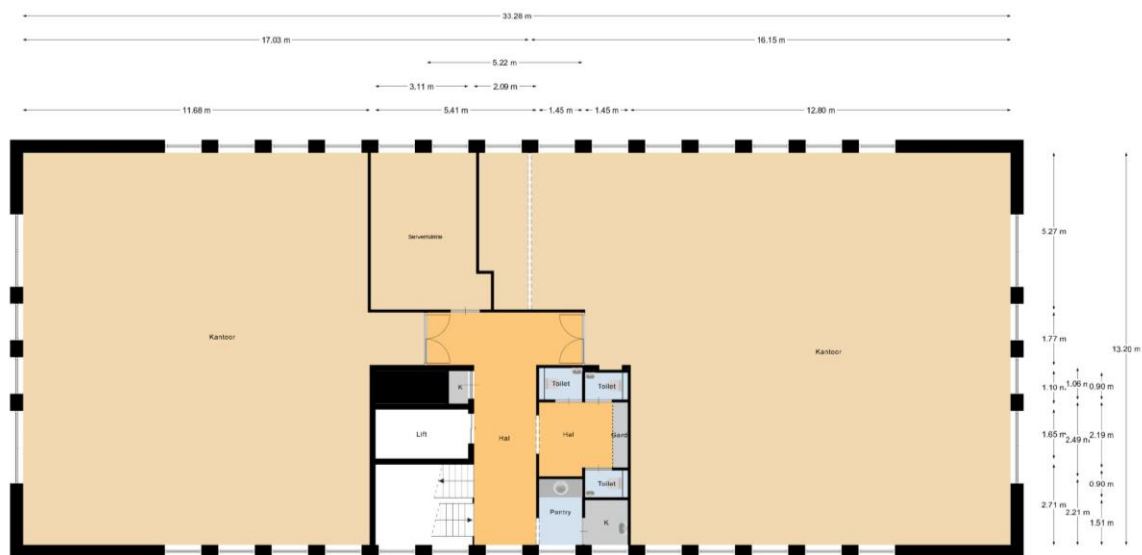 33.28 m
17.03 m
16.15 m
5.22 m
3.11 m
2.09 m
11.68 m
5.41 m
1.45 m
1.45 m
12.80 m
5.27 m
Kantoor
Kantoor
1.77 m
13.20 m
K
Toilet
Toilet
1.10
1.06
0.90 m
Lift
Hal
Hal
1.65 m
2.49
2.19 m
Toilet
Pantry
K
2.71 m
2.21 m
0.90 m
1.51 m